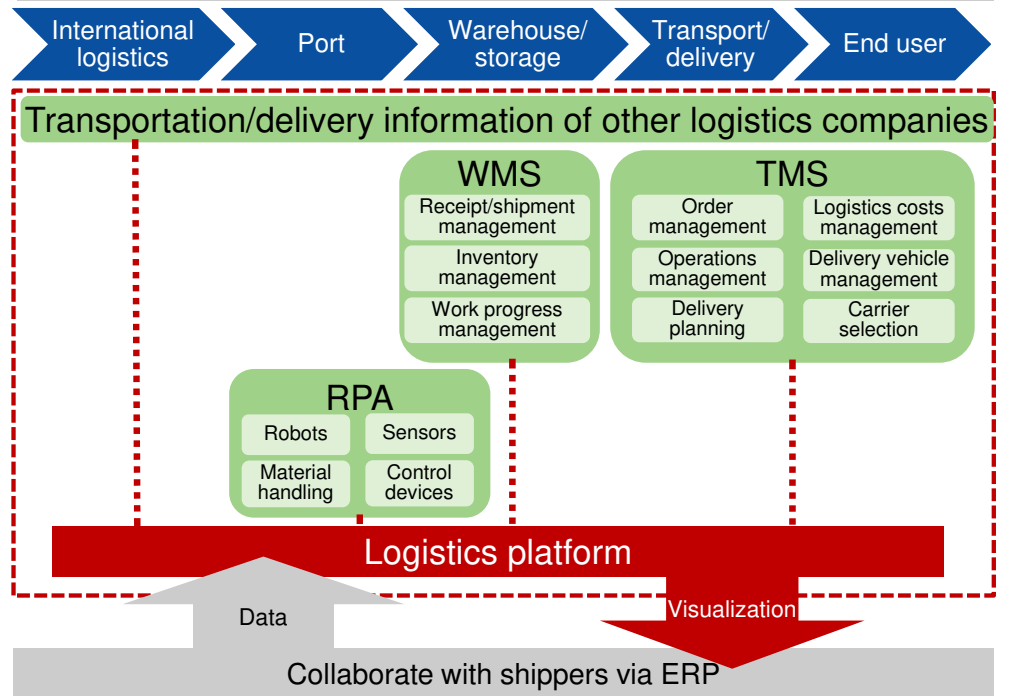 International
logistics
Port
Warehouse/
storage
Transport/
delivery
End user
Transportation/delivery information of other logistics companies
WMS
Receipt/shipment
management
Inventory
management
Work progress
management
TMS
Order
management
Logistics costs
management
Operations
management
Delivery vehicle
management
Delivery
planning
Carrier
selection
RPA
Robots
Sensors
Material
handling
Control
devices
Logistics platform
Data
Visualization
Collaborate with shippers via ERP